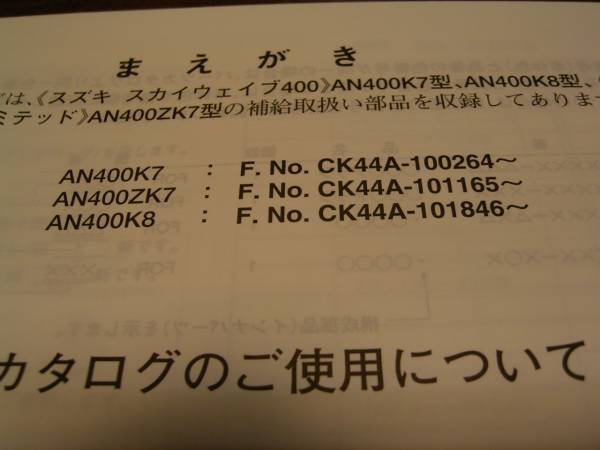 まえがき
は、《スズキ スカイウェイブ400》AN400K7型、AN400K8型、
ミテッド》AN400ZK7型の補給取扱い部品を収録してあります
AN400K7 : F. No. CK44A-100264～
AN400ZK7 : F. No. CK44A-101165～
AN400K8 : F. No. CK44A-101846～
カタログのご使用について